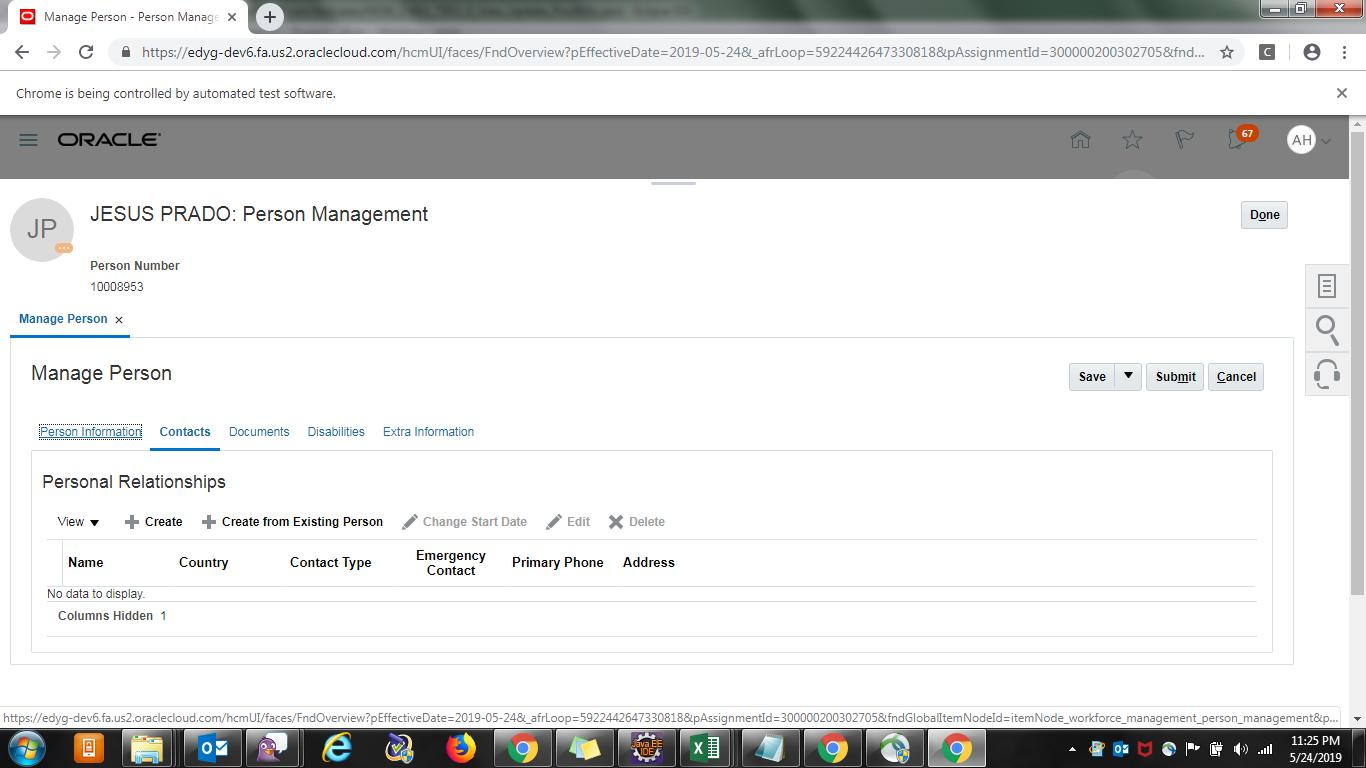 Manage Person - Person Manage
https://edyg-dev6.fa.us2.oraclecloud.com/hcmUI/faces/FndOverview?pEffectiveDate=2019-05-24&_afrLoop=5922442647330818&pAssignmentId=300000200302705&fnd...
C
Chrome is being controlled by automated test software.
ORACLE
67
AH
JP
JESUS PRADO: Person Management
Done
Person Number
10008953
Manage Person
Manage Person
Save
Submit
Cancel
Person Information
Contacts
Documents
Disabilities
Extra Information
Personal Relationships
View
Create
Create from Existing Person
Change Start Date
Edit
Delete
Name
Country
Contact Type
Emergency
Contact
Primary Phone
Address
No data to display.
Columns Hidden 1
https://edyg-dev6.fa.us2.oraclecloud.com/hcmUI/faces/FndOverview?pEffectiveDate=2019-05-24&_afrLoop=5922442647330818&pAssignmentId=300000200302705&fndGlobalItemNodeId=itemNode_workforce_management_person_management&p...
Java EE
IDE
11:25 PM
5/24/2019